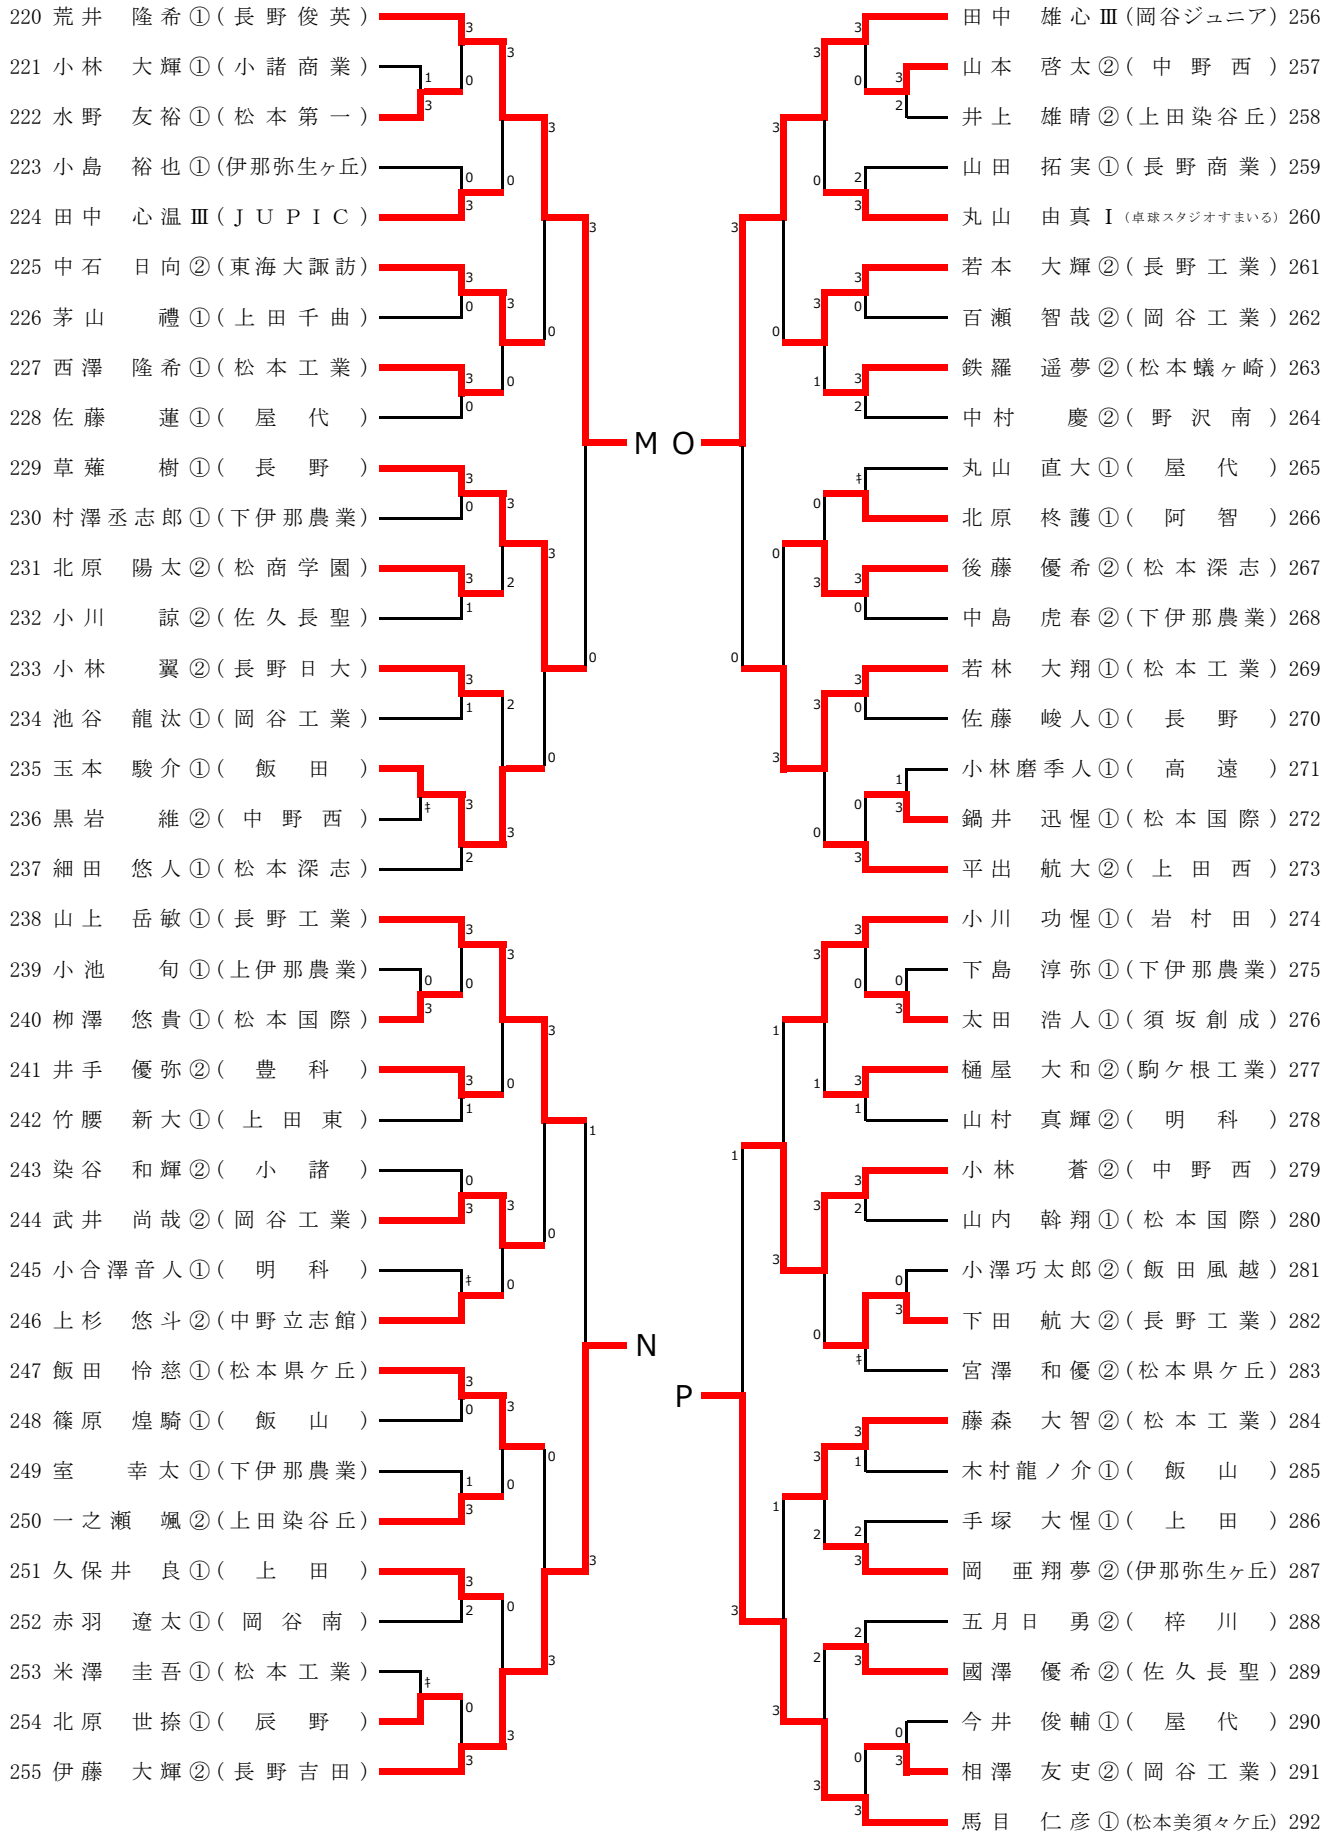 220 荒井 隆希 ① (長野俊英)
221 小林 大輝 ① (小諸商業)
222 水野 友裕 ① (松本第一)
223 小島 裕也 ① (伊那弥生ヶ丘)
224 田中 心温 Ⅲ (ＪＵＰＩＣ)
225 中石 日向 ② (東海大諏訪)
226 茅山 禮 ① (上田千曲)
227 西澤 隆希 ① (松本工業)
228 佐藤 蓮 ① (屋代)
229 草薙 樹 ① (長野)
230 村澤丞志郎 ① (下伊那農業)
231 北原 陽太 ② (松商学園)
232 小川 諒 ② (佐久長聖)
233 小林 翼 ② (長野日大)
234 池谷 龍汰 ① (岡谷工業)
235 玉本 駿介 ① (飯田)
236 黒岩 維 ② (中野西)
237 細田 悠人 ① (松本深志)
238 山上 岳敏 ① (長野工業)
239 小池 旬 ① (上伊那農業)
240 栁澤 悠貴 ① (松本国際)
241 井手 優弥 ② (豊科)
242 竹腰 新大 ① (上田東)
243 染谷 和輝 ② (小諸)
244 武井 尚哉 ② (岡谷工業)
245 小合澤音人 ① (明科)
246 上杉 悠斗 ② (中野立志館)
247 飯田 怜慈 ① (松本県ケ丘)
248 篠原 煌騎 ① (飯山)
249 室 幸太 ① (下伊那農業)
250 一之瀬 颯 ② (上田染谷丘)
251 久保井 良 ① (上田)
252 赤羽 遼太 ① (岡谷南)
253 米澤 圭吾 ① (松本工業)
254 北原 世捺 ① (辰野)
255 伊藤 大輝 ② (長野吉田)
M O
N
P
田中 雄心 Ⅲ (岡谷ジュニア) 256
山本 啓太 ② (中野西) 257
井上 雄晴 ② (上田染谷丘) 258
山田 拓実 ① (長野商業) 259
丸山 由真 Ⅰ (卓球スタジオすまいる) 260
若本 大輝 ② (長野工業) 261
百瀬 智哉 ② (岡谷工業) 262
鉄羅 遥夢 ② (松本蟻ヶ崎) 263
中村 慶 ② (野沢南) 264
丸山 直大 ① (屋代) 265
北原 柊護 ① (阿智) 266
後藤 優希 ② (松本深志) 267
中島 虎春 ② (下伊那農業) 268
若林 大翔 ① (松本工業) 269
佐藤 崚人 ① (長野) 270
小林磨季人 ① (高遠) 271
鍋井 迅惺 ① (松本国際) 272
平出 航大 ② (上田西) 273
小川 功惺 ① (岩村田) 274
下島 淳弥 ① (下伊那農業) 275
太田 浩人 ① (須坂創成) 276
樋屋 大和 ② (駒ケ根工業) 277
山村 真輝 ② (明科) 278
小林 蒼 ② (中野西) 279
山内 幹翔 ① (松本国際) 280
小澤巧太郎 ② (飯田風越) 281
下田 航大 ② (長野工業) 282
宮澤 和優 ② (松本県ケ丘) 283
藤森 大智 ② (松本工業) 284
木村龍ノ介 ① (飯山) 285
手塚 大惺 ① (上田) 286
岡 亜翔夢 ② (伊那弥生ヶ丘) 287
五月日 勇 ② (梓川) 288
國澤 優希 ② (佐久長聖) 289
今井 俊輔 ① (屋代) 290
相澤 友吏 ② (岡谷工業) 291
馬目 仁彦 ① (松本美須々ケ丘) 292